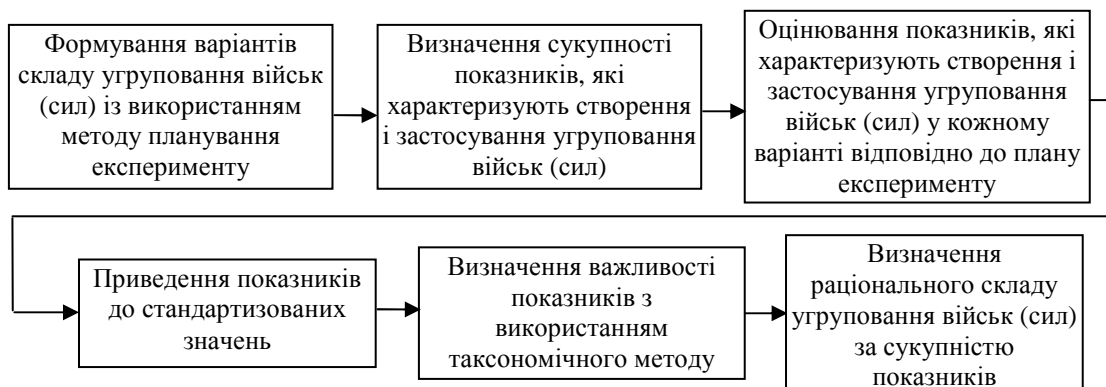 Формування варіантів
складу угруповання військ
(сил) із використанням
методу планування
експерименту
Визначення сукупності
показників, які
характеризують створення
і застосування угруповання
військ (сил)
Оцінювання показників, які
характеризують створення і
застосування угруповання
військ (сил) у кожному
варіанті відповідно до плану
експерименту
Приведення показників
до стандартизованих
значень
Визначення важливості
показників з
використанням
таксономічного методу
Визначення
раціонального складу
угруповання військ (сил)
за сукупністю
показників